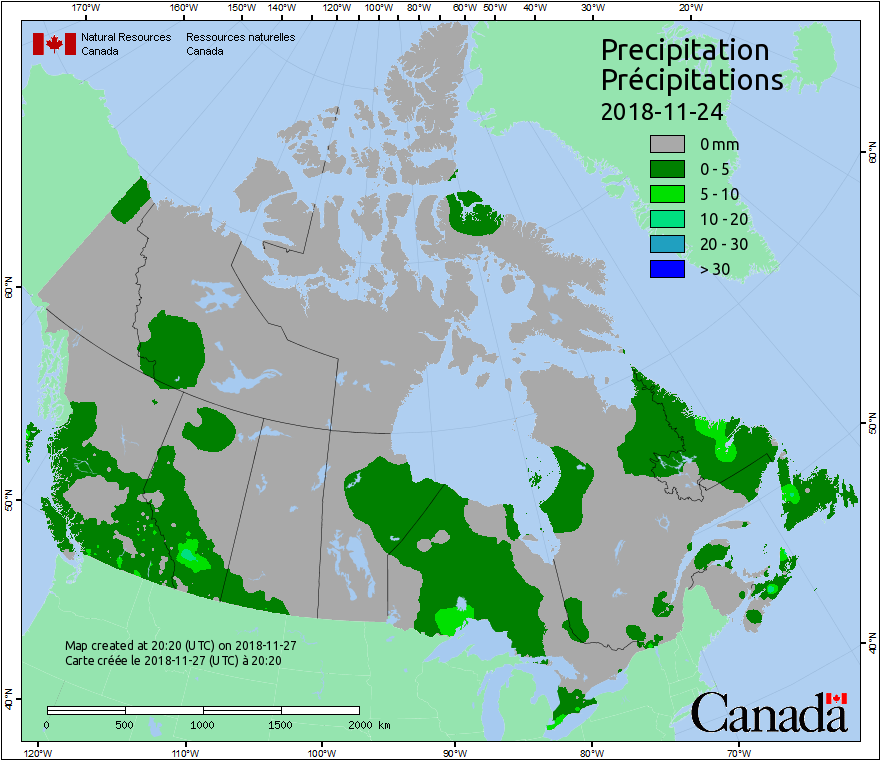 170°W 160°W 150°W 140°W 120°W 100°W 80°W 60°W 50°W 40°W 30°W 20°W
Natural Resources Ressources naturelles
Canada Canada
Precipitation
Précipitations
2018-11-24
0 mm
0 - 5
5 - 10
10 - 20
20 - 30
> 30
60°N
60°N
50°N
50°N
40°N
40°N
Map created at 20:20 (UTC) on 2018-11-27
Carte créée le 2018-11-27 (UTC) à 20:20
0 500 1000 1500 2000 km
Canada
120°W 110°W 100°W 90°W 80°W 70°W